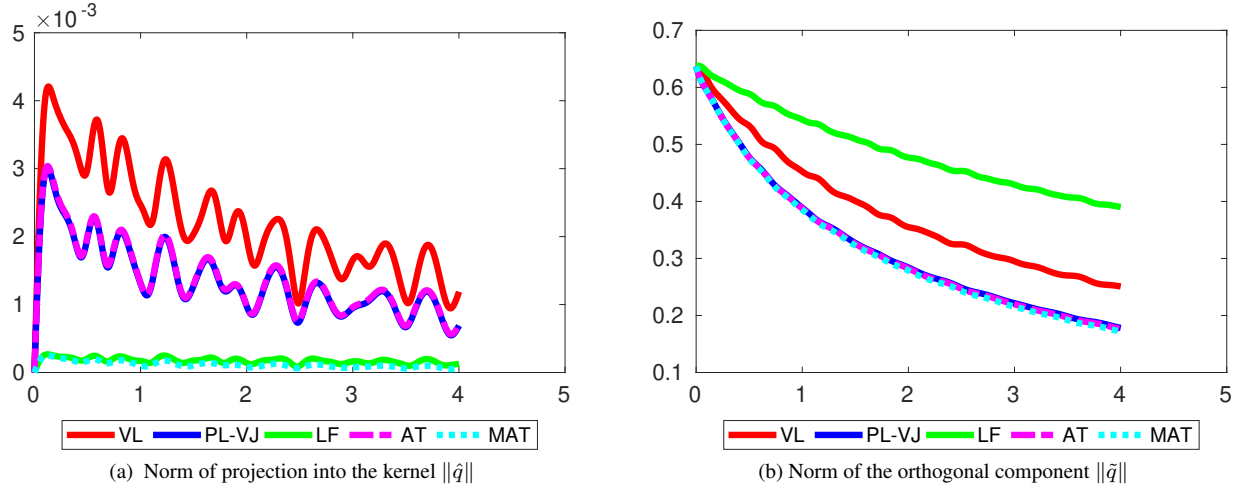 ×10⁻³
5
4
3
2
1
0
0 1 2 3 4 5
VL PL-VJ LF AT MAT
(a) Norm of projection into the kernel ‖q̂‖
0.7
0.6
0.5
0.4
0.3
0.2
0.1
0 1 2 3 4 5
VL PL-VJ LF AT MAT
(b) Norm of the orthogonal component ‖q̃‖